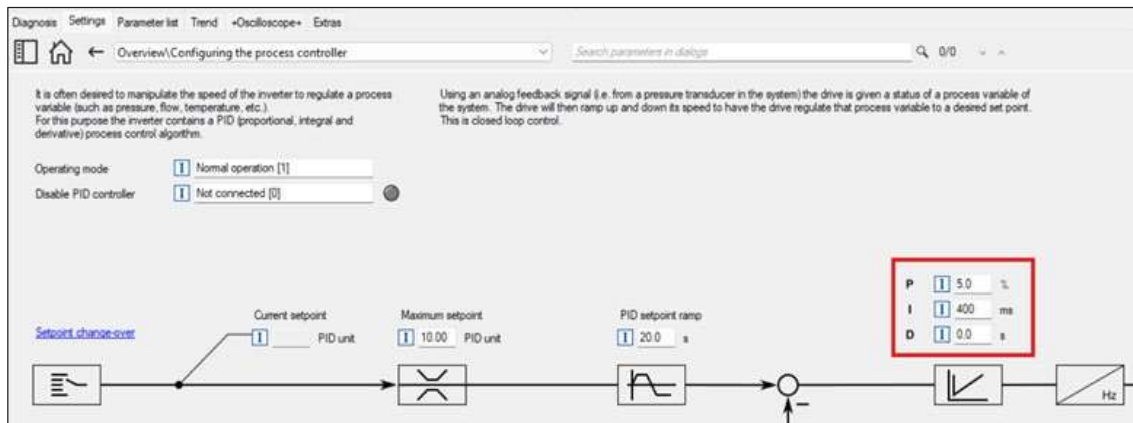 Diagnosis Settings Parameter list Trend +Oscilloscope+ Extras
Overview\Configuring the process controller
Search parameters in dialogs
0/0
It is often desired to manipulate the speed of the inverter to regulate a process
variable (such as pressure, flow, temperature, etc.).
For this purpose the inverter contains a PID (proportional, integral and
derivative) process control algorithm.
Using an analog feedback signal (i.e. from a pressure transducer in the system) the drive is given a status of a process variable of
the system. The drive will then ramp up and down its speed to have the drive regulate that process variable to a desired set point.
This is closed loop control.
Operating mode I Normal operation [1]
Disable PID controller I Not connected [0]
P I 5.0 %
I I 400 ms
D I 0.0 s
Setpoint change-over
Current setpoint
I PID unit
Maximum setpoint
I 10.00 PID unit
PID setpoint ramp
I 20.0 s
Hz